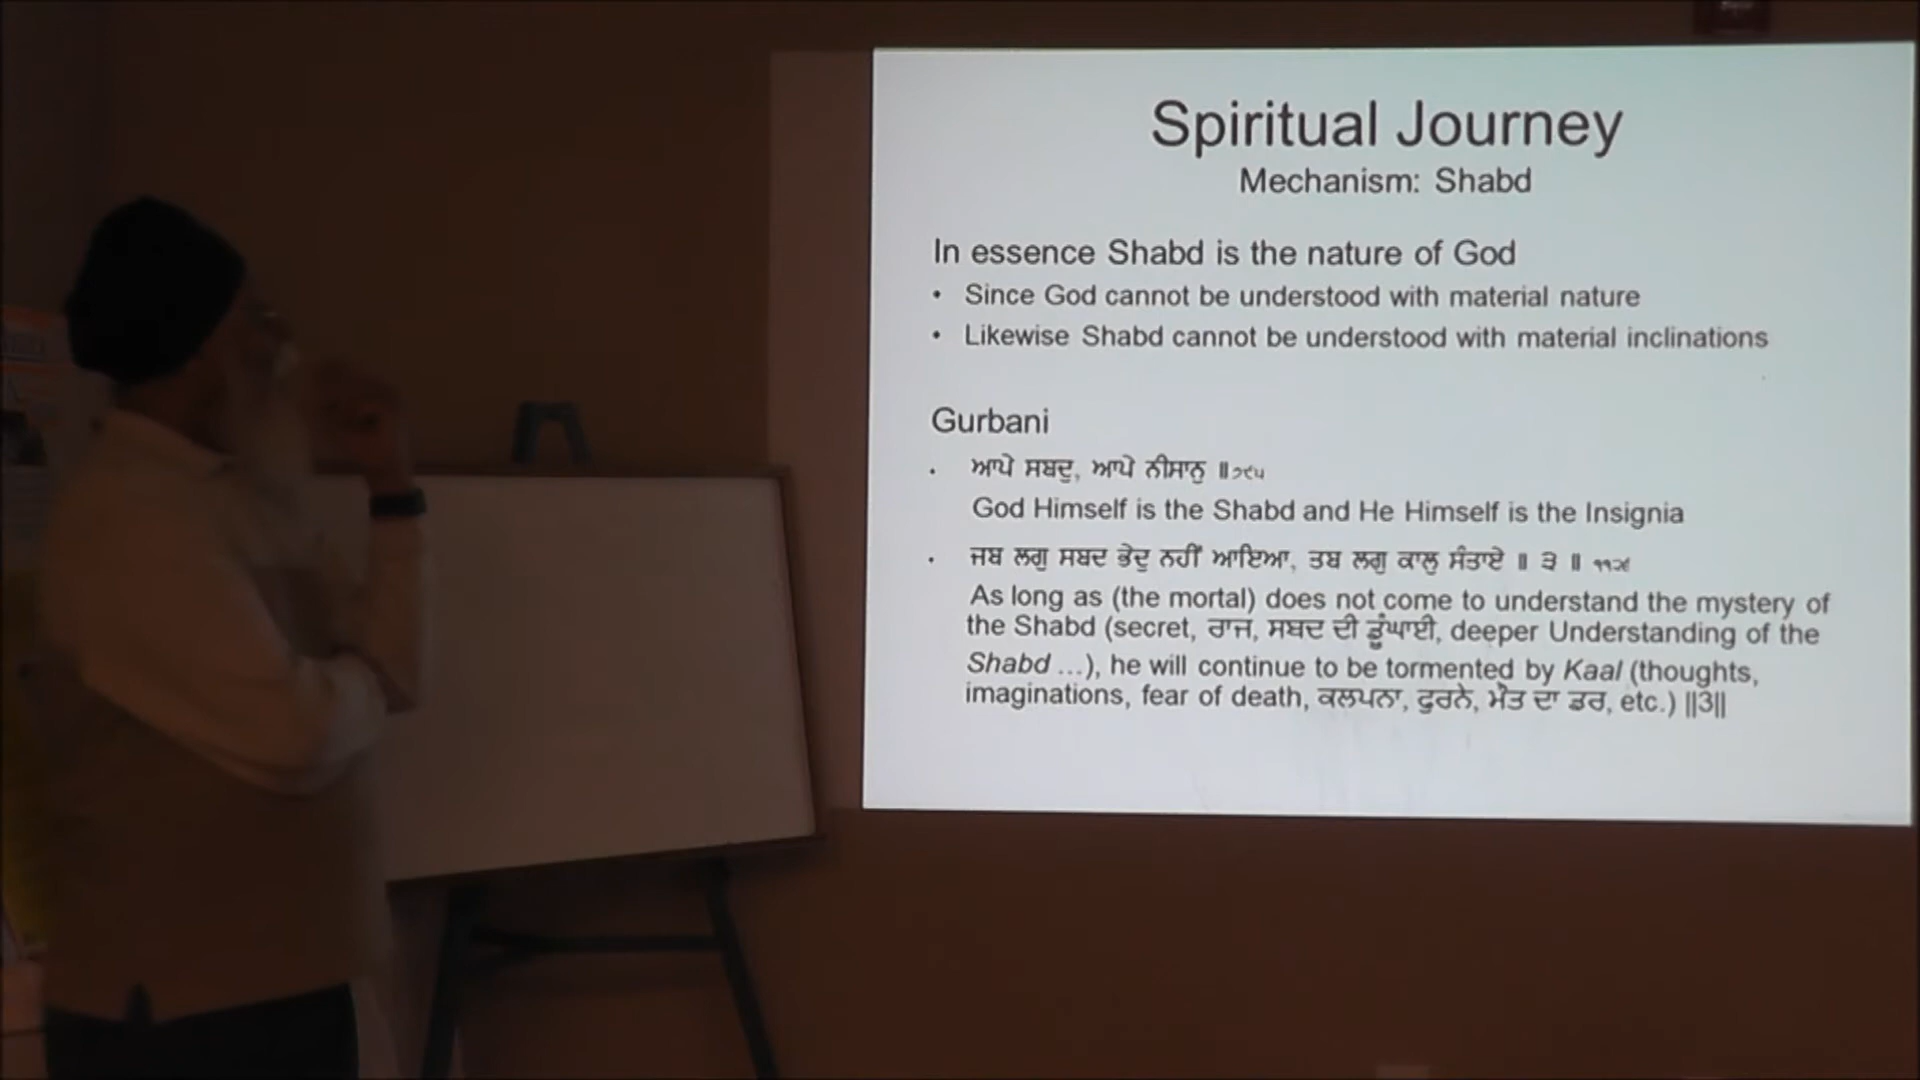 Spiritual Journey
Mechanism: Shabd
In essence Shabd is the nature of God
• Since God cannot be understood with material nature
• Likewise Shabd cannot be understood with material inclinations
Gurbani
• ਆਪੇ ਸਬਦੁ, ਆਪੇ ਨੀਸਾਨੁ ॥੭੯੫
God Himself is the Shabd and He Himself is the Insignia
• ਜਬ ਲਗੁ ਸਬਦ ਭੇਦੁ ਨਹੀਂ ਆਇਆ, ਤਬ ਲਗੁ ਕਾਲੁ ਸੰਤਾਏ ॥ ੩ ॥ ੧੧੨੬
As long as (the mortal) does not come to understand the mystery of
the Shabd (secret, ਰਾਜ, ਸਬਦ ਦੀ ਡੂੰਘਾਈ, deeper Understanding of the
Shabd ...), he will continue to be tormented by Kaal (thoughts,
imaginations, fear of death, ਕਲਪਨਾ, ਫੁਰਨੇ, ਮੌਤ ਦਾ ਡਰ, etc.) ||3||